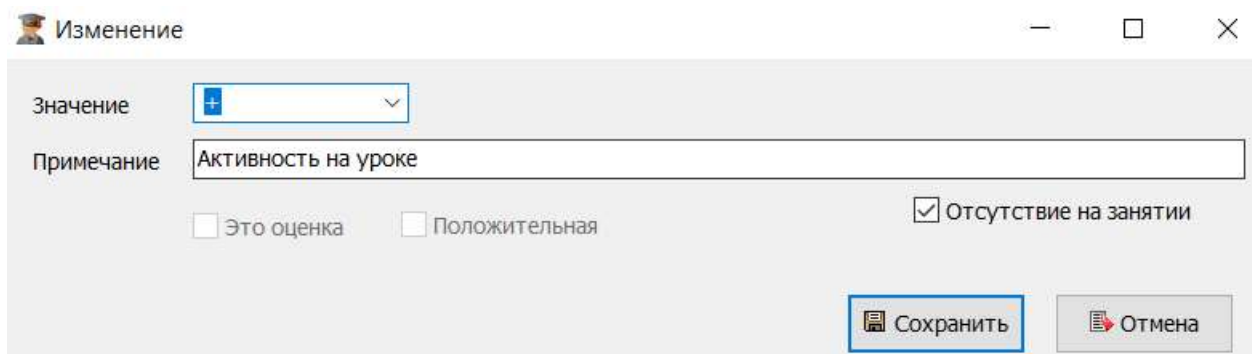 Изменение
Значение +
Примечание Активность на уроке
Это оценка Положительная Отсутствие на занятии
Сохранить Отмена